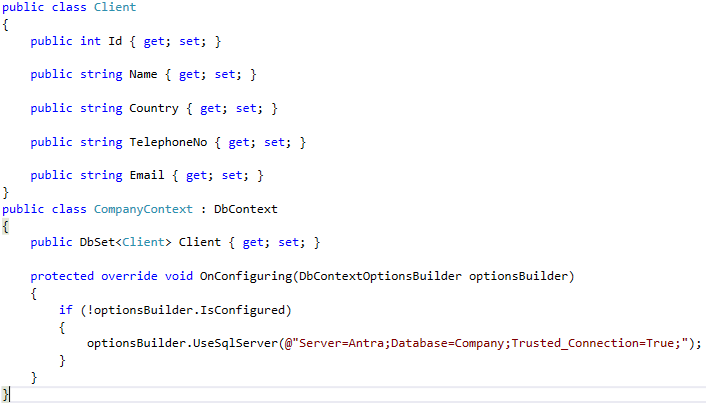 public class Client
{
    public int Id { get; set; }
    public string Name { get; set; }
    public string Country { get; set; }
    public string TelephoneNo { get; set; }
    public string Email { get; set; }
}
public class CompanyContext : DbContext
{
    public DbSet<Client> Client { get; set; }
    protected override void OnConfiguring(DbContextOptionsBuilder optionsBuilder)
    {
        if (!optionsBuilder.IsConfigured)
        {
            optionsBuilder.UseSqlServer(@"Server=Antra;Database=Company;Trusted_Connection=True;");
        }
    }
}